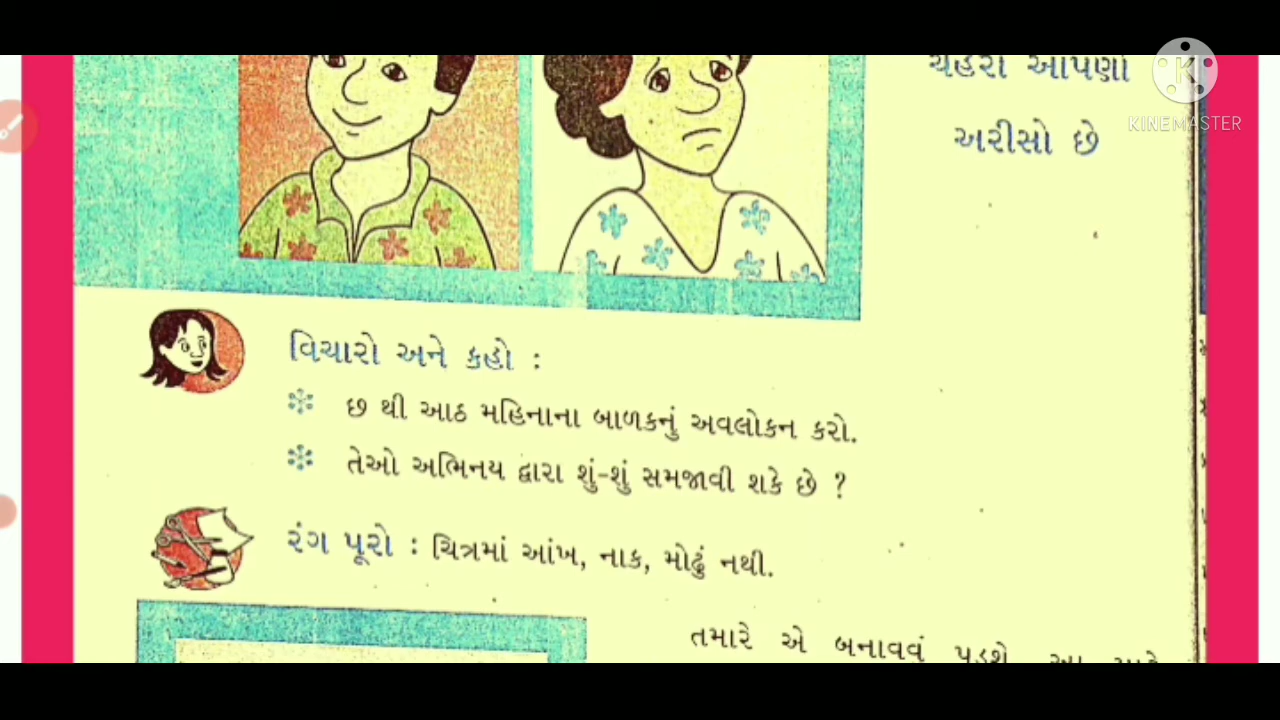 ચહેરો આપણો
KINEMASTER
અરીસો છે
વિચારો અને કહો :
છ થી આઠ મહિનાના બાળકનું અવલોકન કરો.
તેઓ અભિનય દ્વારા શું-શું સમજાવી શકે છે ?
રંગ પૂરો : ચિત્રમાં આંખ, નાક, મોઢું નથી.
તમારે એ બનાવવું પડશે